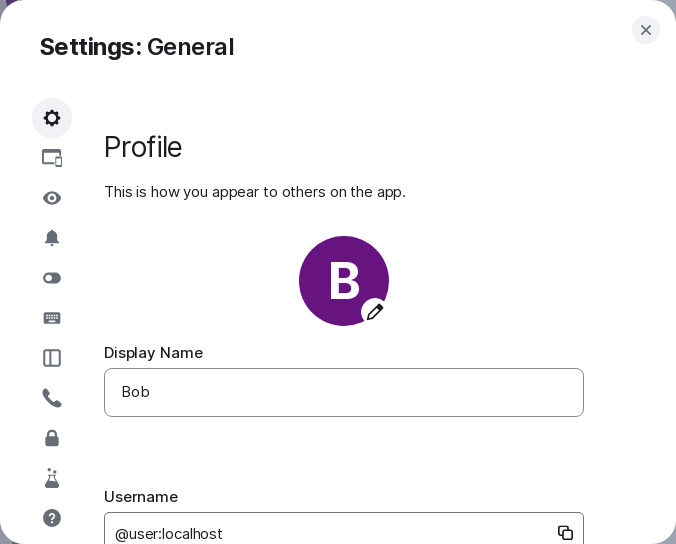 Settings: General
Profile
This is how you appear to others on the app.
B
Display Name
Bob
Username
@user:localhost